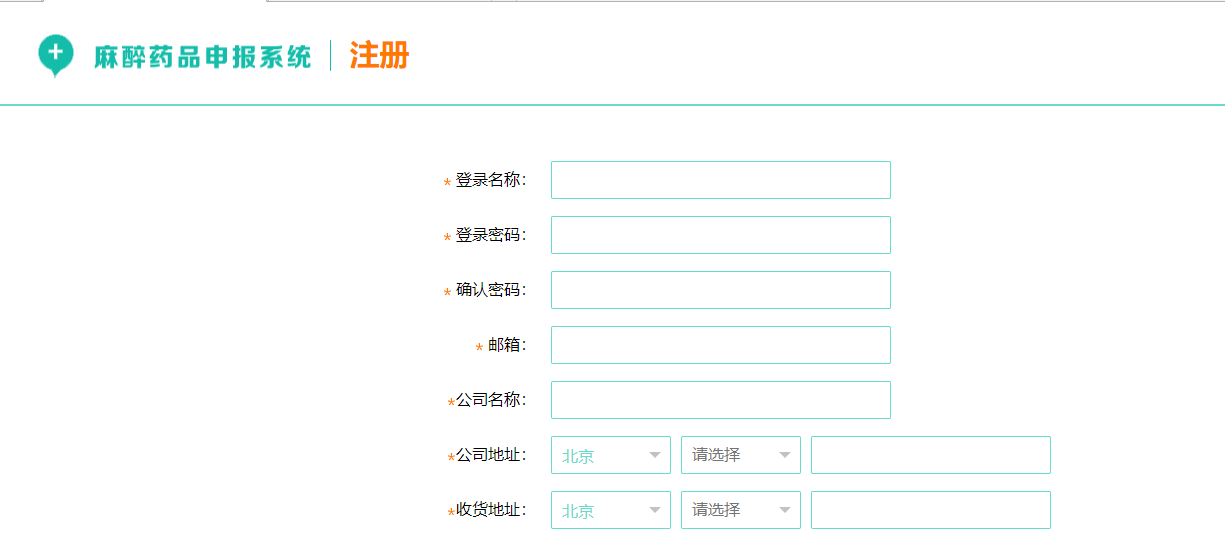 麻醉药品申报系统 注册
* 登录名称：
* 登录密码：
* 确认密码：
* 邮箱：
*公司名称：
*公司地址： 北京 请选择
*收货地址： 北京 请选择